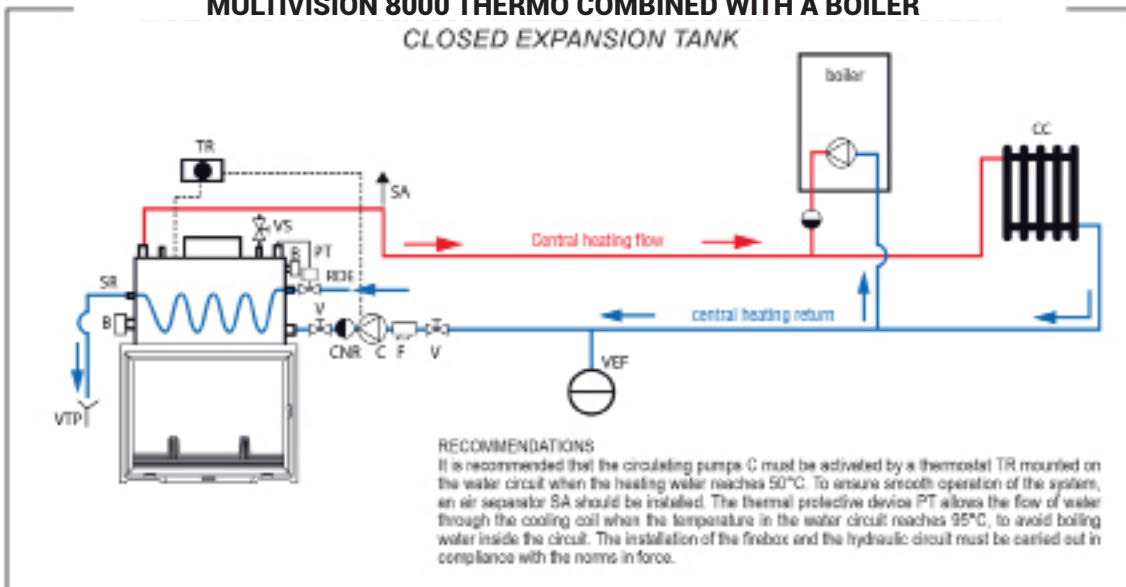 MULTIVISION 8000 THERMO COMBINED WITH A BOILER
CLOSED EXPANSION TANK
boiler
CC
TR
SA
VS
B
PT
Central heating flow
RDE
SR
V
central heating return
B
CNR
C
F
V
VEF
VTP
RECOMMENDATIONS
It is recommended that the circulating pumps C must be activated by a thermostat TR mounted on
the water circuit when the heating water reaches 50°C. To ensure smooth operation of the system,
an air separator SA should be installed. The thermal protective device PT allows the flow of water
through the cooling coil when the temperature in the water circuit reaches 95°C, to avoid boiling
water inside the circuit. The installation of the firebox and the hydraulic circuit must be carried out in
compliance with the norms in force.